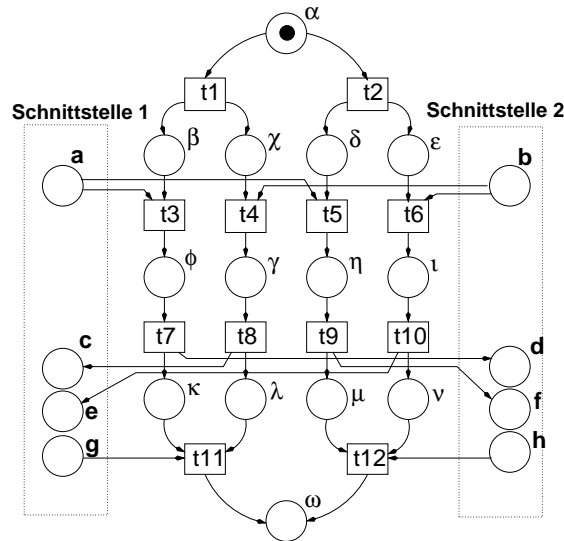 α
t1 t2
Schnittstelle 1 Schnittstelle 2
β χ δ ε
a b
t3 t4 t5 t6
ϕ γ η ι
t7 t8 t9 t10
c d
κ λ μ ν
e f
g h
t11 t12
ω